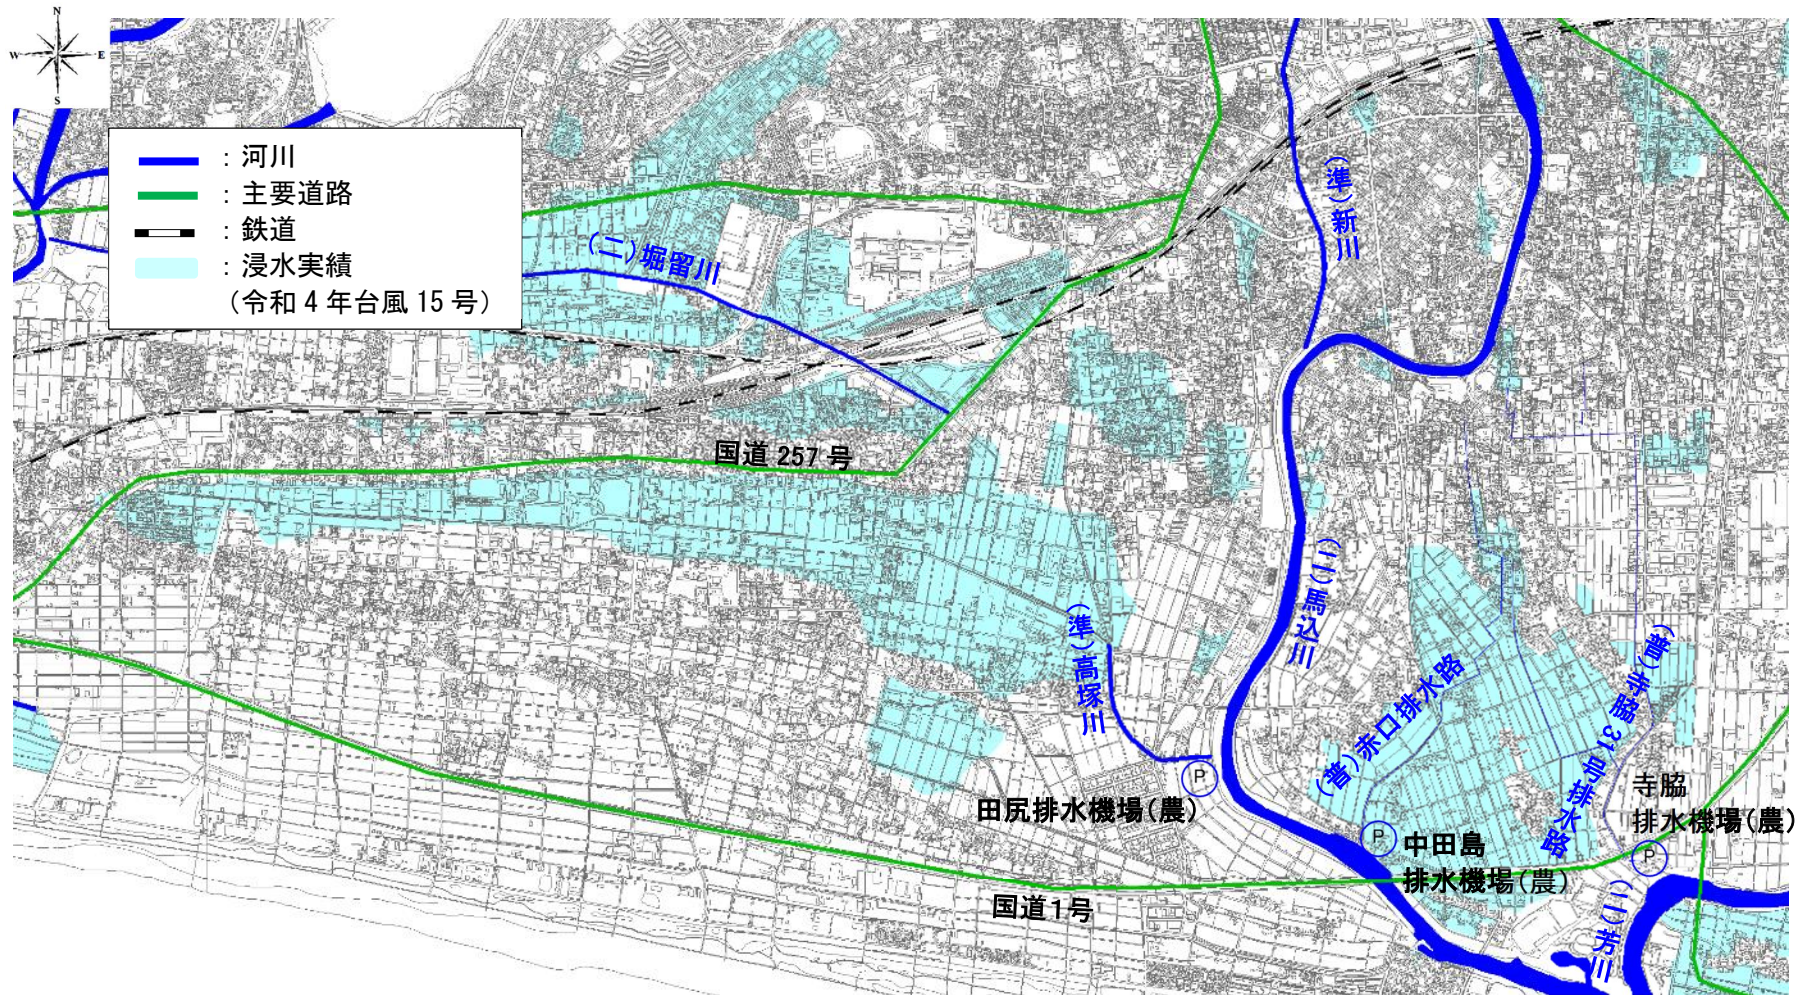 N
W
E
S
：河川
：主要道路
：鉄道
：浸水実績
（令和４年台風 15 号）
(二)堀留川
(準)新川
国道 257 号
(二)馬込川
(準)高塚川
(普)赤口排水路
(普)寺脇 31号排水路
P
田尻排水機場(農)
P
中田島
排水機場(農)
寺脇
排水機場(農)
P
国道１号
(二)芳川